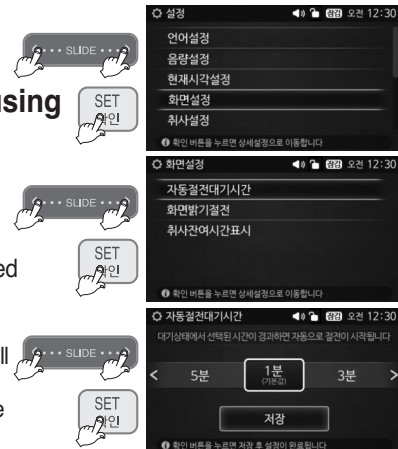 설정 잠김 오전 12:30
••• SLIDE •••
언어설정
음량설정
현재시각설정
using
SET
확인
화면설정
취사설정
확인 버튼을 누르면 상세설정으로 이동합니다
화면설정 잠김 오전 12:30
자동절전대기시간
••• SLIDE •••
화면밝기절전
취사잔여시간표시
ed
SET
확인
확인 버튼을 누르면 상세설정으로 이동합니다
자동절전대기시간 오전 12:30
대기상태에서 선택된 시간이 경과하면 자동으로 절전이 시작됩니다
ll
••• SLIDE •••
< 5분 1분 3분 >
(기본값)
e
SET
확인
저장
확인 버튼을 누르면 저장 후 설정이 완료됩니다